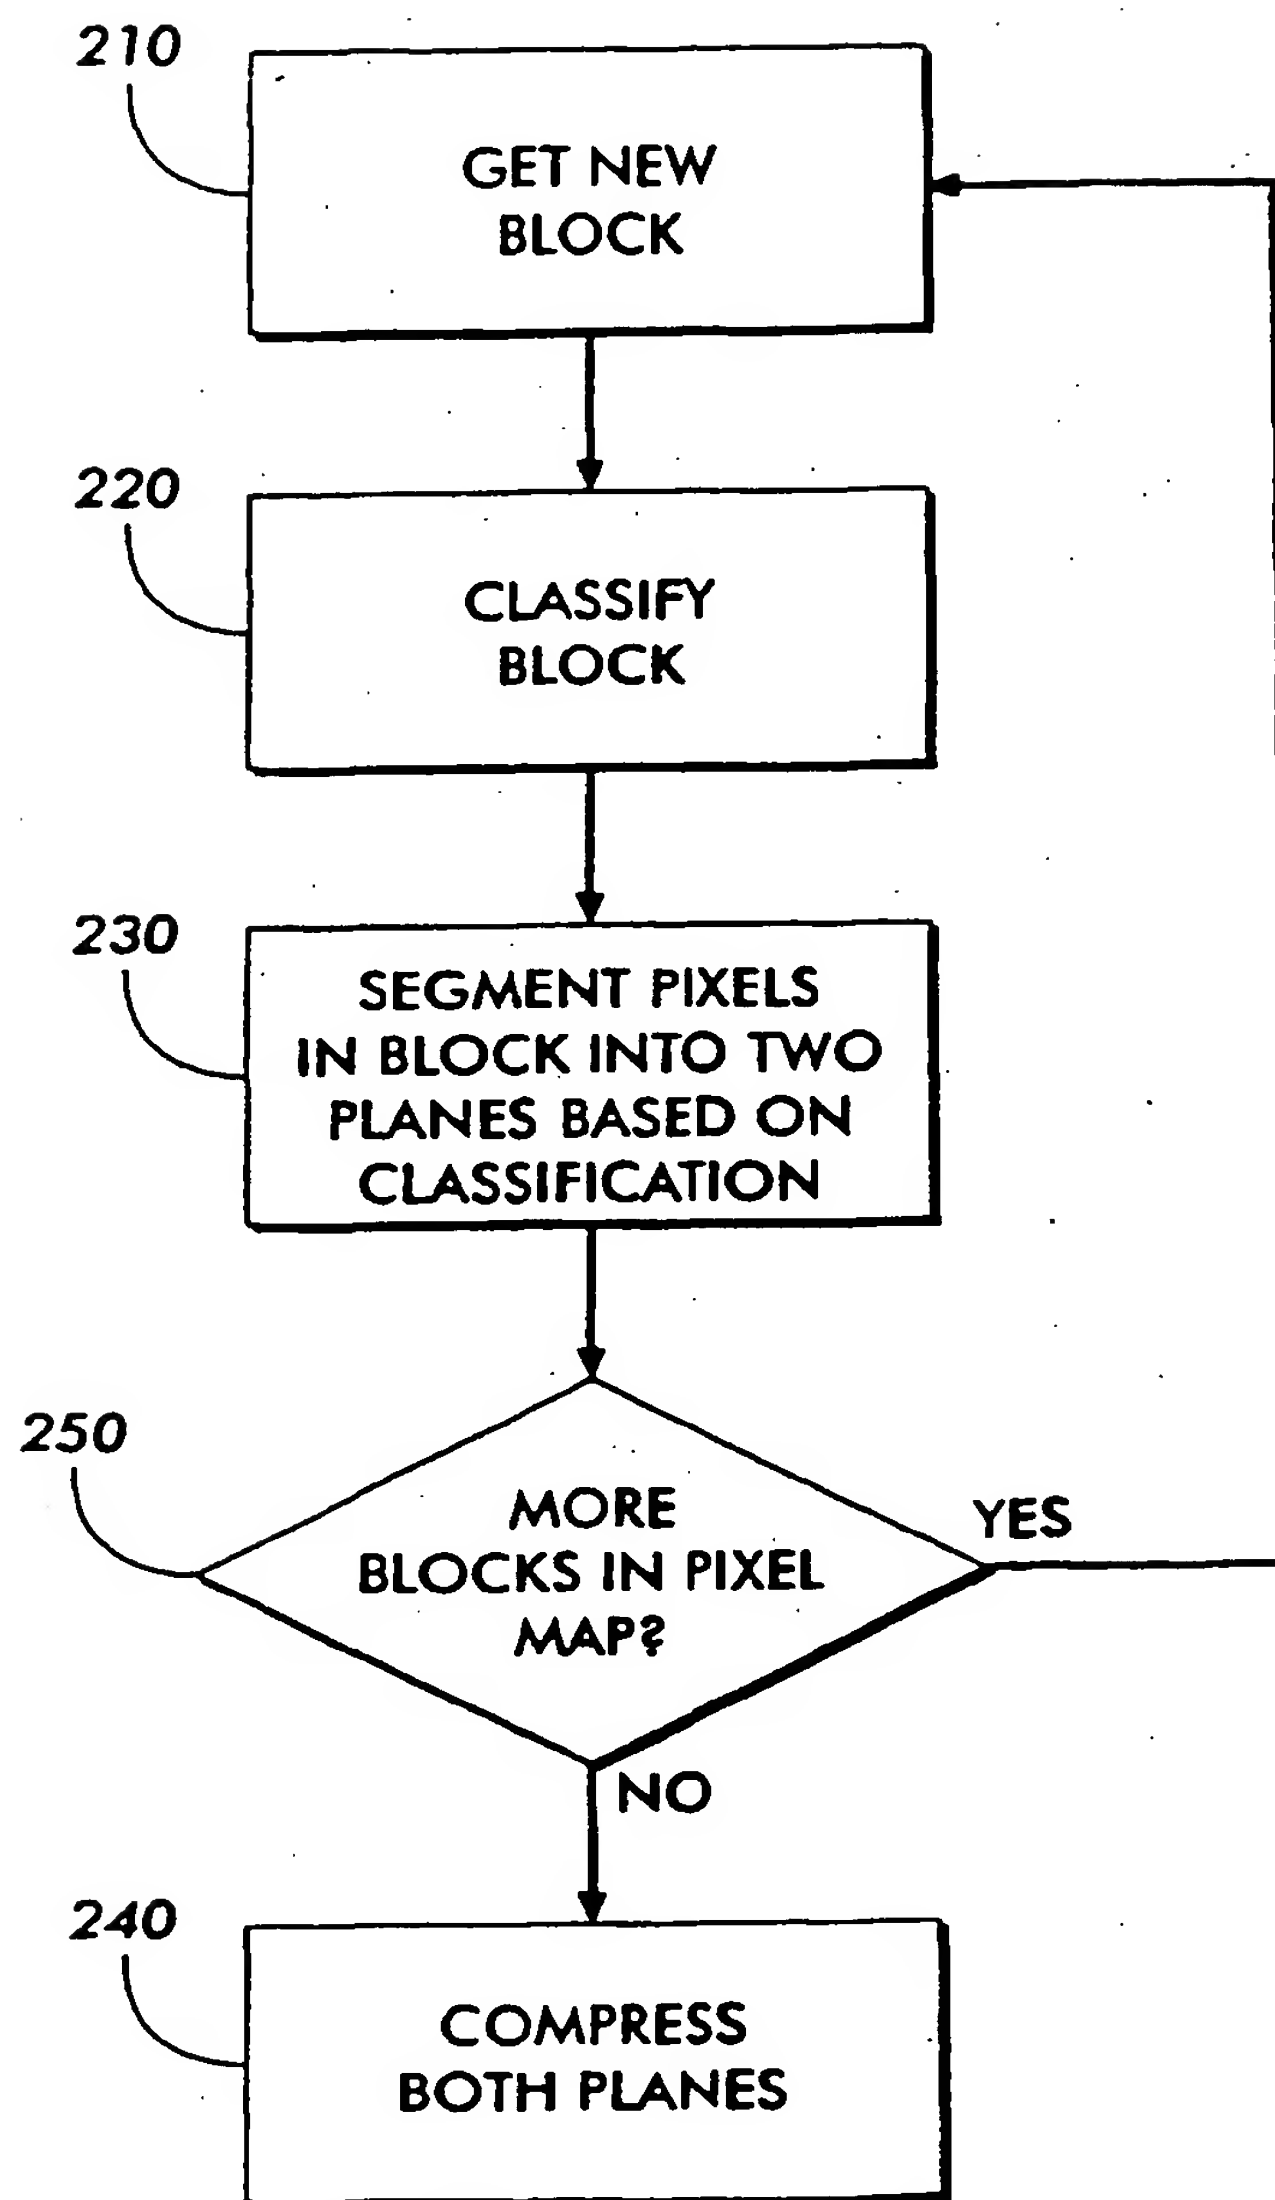 210
GET NEW
BLOCK
220
CLASSIFY
BLOCK
230
SEGMENT PIXELS
IN BLOCK INTO TWO
PLANES BASED ON
CLASSIFICATION
250
MORE
BLOCKS IN PIXEL
MAP?
YES
NO
240
COMPRESS
BOTH PLANES